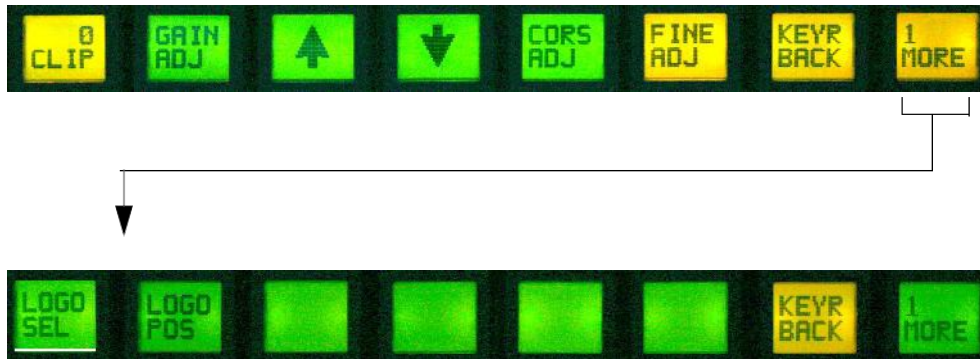 0
CLIP
GAIN
ADJ
CORS
ADJ
FINE
ADJ
KEYR
BACK
1
MORE
LOGO
SEL
LOGO
POS
KEYR
BACK
1
MORE